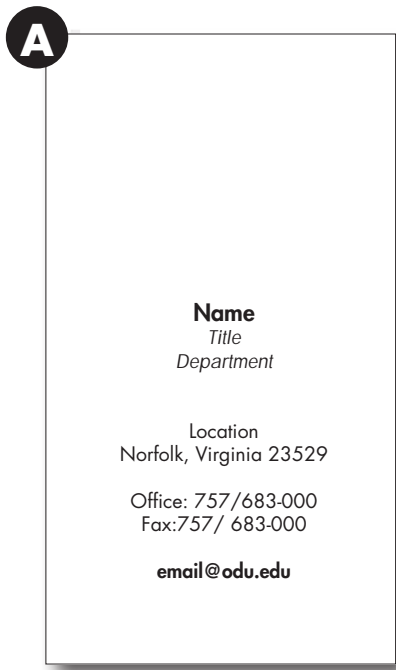 A
Name
Title
Department
Location
Norfolk, Virginia 23529
Office: 757/683-000
Fax:757/ 683-000
email@odu.edu